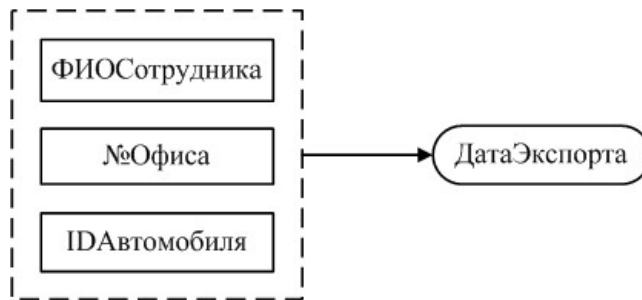 ФИОСотрудника
№Офиса
ДатаЭкспорта
IDАвтомобиля